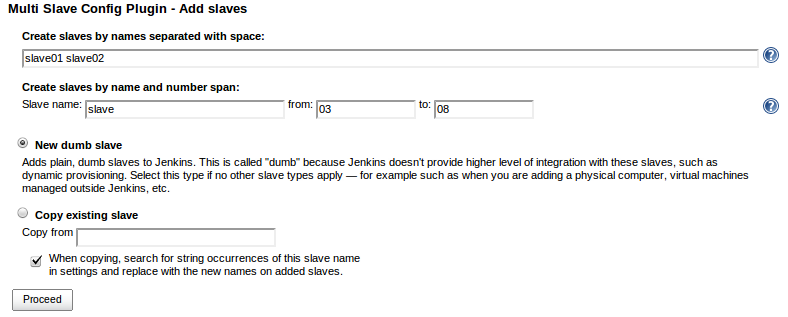 Multi Slave Config Plugin - Add slaves
Create slaves by names separated with space:
slave01 slave02
?
Create slaves by name and number span:
Slave name: slave from: 03 to: 08
?
New dumb slave
Adds plain, dumb slaves to Jenkins. This is called "dumb" because Jenkins doesn't provide higher level of integration with these slaves, such as
dynamic provisioning. Select this type if no other slave types apply — for example such as when you are adding a physical computer, virtual machines
managed outside Jenkins, etc.
Copy existing slave
Copy from
When copying, search for string occurrences of this slave name
in settings and replace with the new names on added slaves.
Proceed